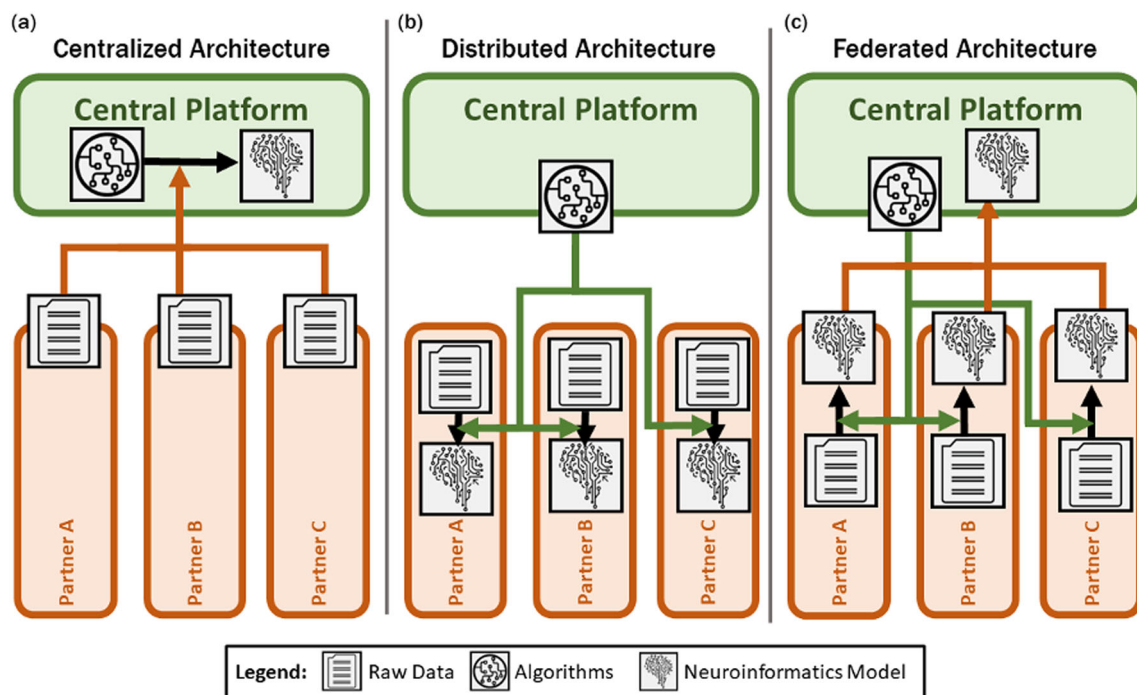 (a)
Centralized Architecture
Central Platform
Partner A
Partner B
Partner C
(b)
Distributed Architecture
Central Platform
Partner A
Partner B
Partner C
(c)
Federated Architecture
Central Platform
Partner A
Partner B
Partner C
Legend: Raw Data Algorithms Neuroinformatics Model